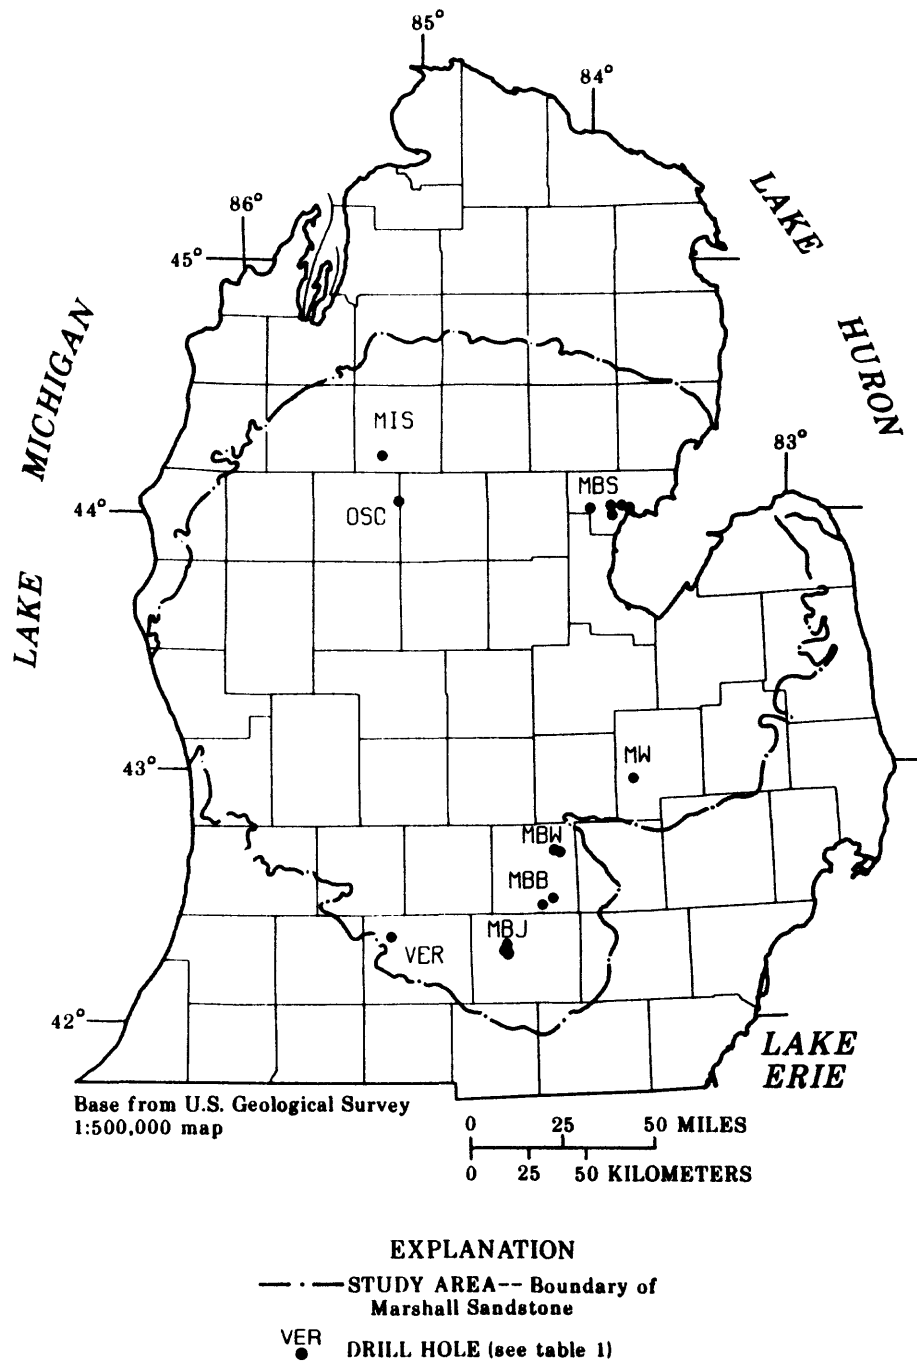 85°
84°
86°
45°
LAKE
HURON
LAKE MICHIGAN
MIS
83°
MBS
44°
OSC
43°
MW
MBW
MBB
MBJ
VER
42°
LAKE
ERIE
Base from U.S. Geological Survey
1:500,000 map
0 25 50 MILES
0 25 50 KILOMETERS
EXPLANATION
STUDY AREA-- Boundary of
Marshall Sandstone
VER
DRILL HOLE (see table 1)